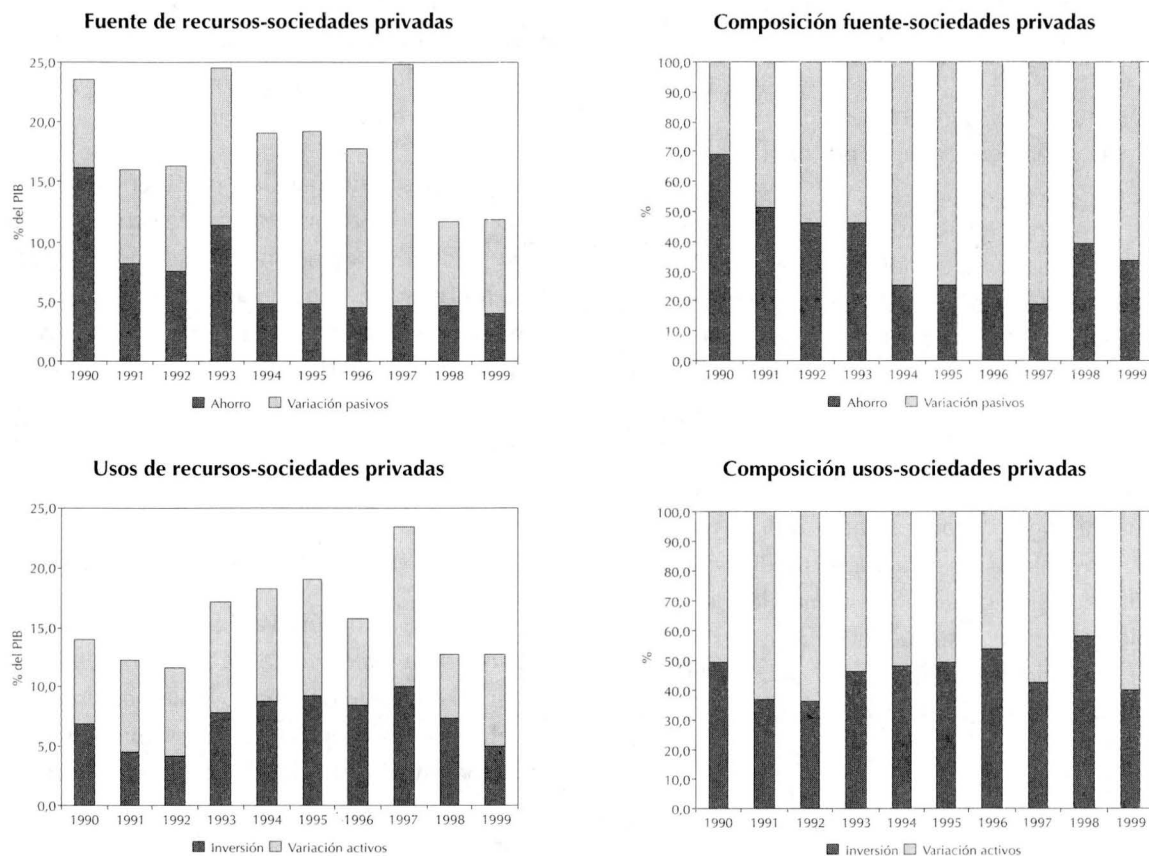 Fuente de recursos-sociedades privadas
% del PIB
25,0
20,0
15,0
10,0
5,0
0,0
1990 1991 1992 1993 1994 1995 1996 1997 1998 1999
Ahorro Variación pasivos
Composición fuente-sociedades privadas
%
100,0
90,0
80,0
70,0
60,0
50,0
40,0
30,0
20,0
10,0
0,0
1990 1991 1992 1993 1994 1995 1996 1997 1998 1999
Ahorro Variación pasivos
Usos de recursos-sociedades privadas
% del PIB
25,0
20,0
15,0
10,0
5,0
0,0
1990 1991 1992 1993 1994 1995 1996 1997 1998 1999
Inversión Variación activos
Composición usos-sociedades privadas
%
100,0
90,0
80,0
70,0
60,0
50,0
40,0
30,0
20,0
10,0
0,0
1990 1991 1992 1993 1994 1995 1996 1997 1998 1999
Inversión Variación activos